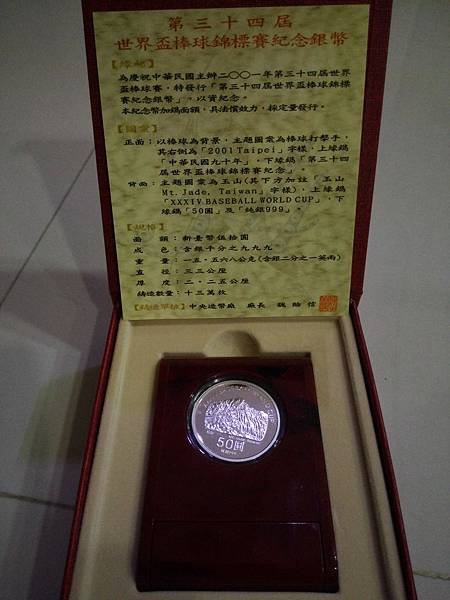 第三十四屆
世界盃棒球錦標賽紀念銀幣
【緣起】
為慶祝中華民國主辦二〇〇一年第三十四屆世界
盃棒球賽，特發行「第三十四屆世界盃棒球錦標
賽紀念銀幣」，以資紀念。
本紀念幣加鑄面額，具法償效力，採定量發行。
【圖案】
正面：以棒球為背景，主題圖案為棒球打擊手，
其右側為「2001Taipei」字樣，上緣鐫
「中華民國九十年」，下緣鐫「第三十四
屆世界盃棒球錦標賽紀念」。
背面：主題圖案為玉山(其下方加註「玉山
Mt. Jade, Taiwan」字樣)，上緣鐫
「XXXIV BASEBALL WORLD CUP」，下
緣鐫「50圓」及「純銀999」。
【規格】
面額：新臺幣伍拾圓
成色：含銀千分之九九九
重量：一五．五六八公克(含銀二分之一英兩)
直徑：三三公厘
厚度：二．二五公厘
鑄造數量：十三萬枚
【鑄造單位】中央造幣廠 廠長 魏 信
WORLD CUP
50圓
純銀999